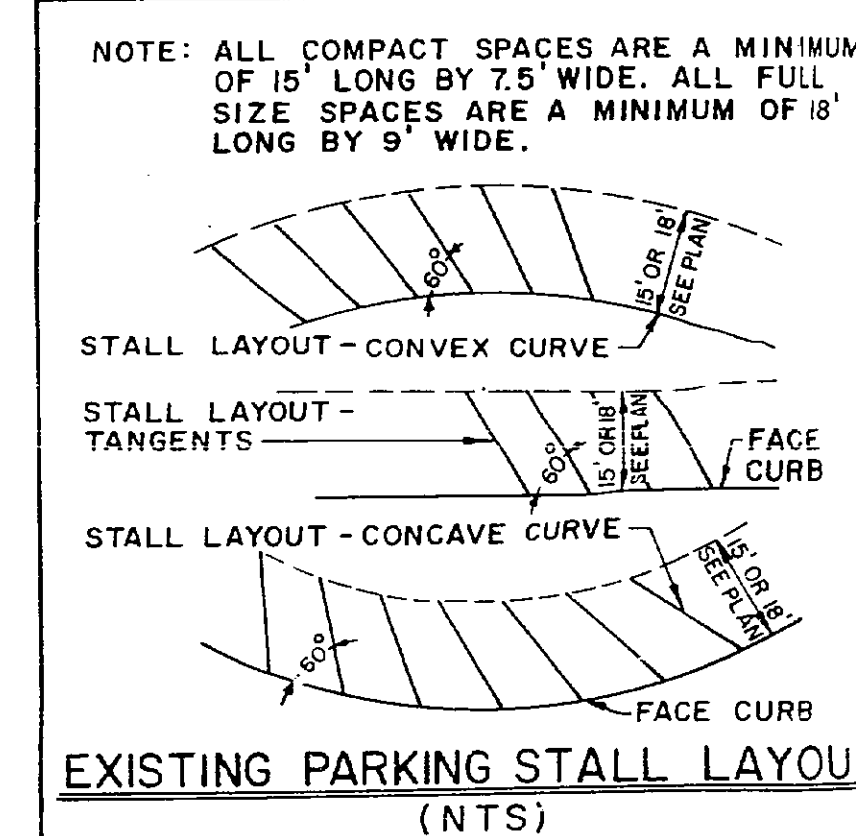 NOTE: ALL COMPACT SPACES ARE A MINIMUM
OF 15' LONG BY 7.5' WIDE. ALL FULL
SIZE SPACES ARE A MINIMUM OF 18'
LONG BY 9' WIDE.
60°
15' OR 18'
SEE PLAN
STALL LAYOUT - CONVEX CURVE
STALL LAYOUT -
TANGENTS
60°
15' OR 18'
SEE PLAN
FACE
CURB
STALL LAYOUT - CONCAVE CURVE
60°
15' OR 18'
SEE PLAN
FACE CURB
EXISTING PARKING STALL LAYOU
(NTS)